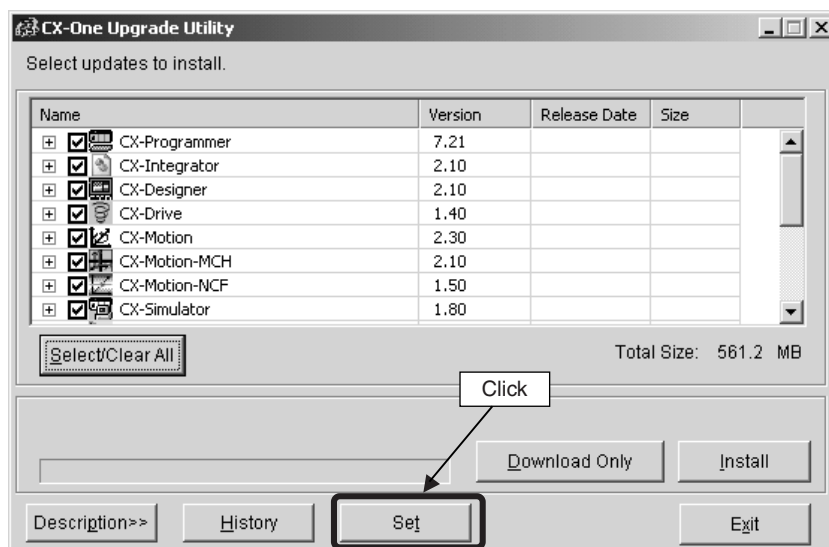 CX-One Upgrade Utility
Select updates to install.
Name Version Release Date Size
CX-Programmer 7.21
CX-Integrator 2.10
CX-Designer 2.10
CX-Drive 1.40
CX-Motion 2.30
CX-Motion-MCH 2.10
CX-Motion-NCF 1.50
CX-Simulator 1.80
Select/Clear All Total Size: 561.2 MB
Click
Download Only Install
Description>> History Set Exit